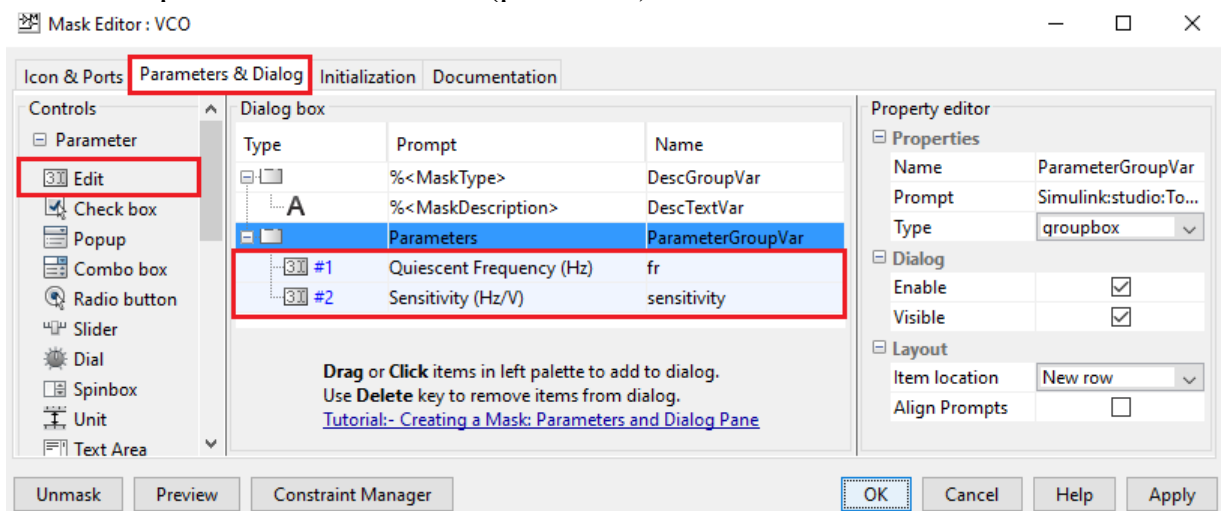 Mask Editor : VCO
Icon & Ports Parameters & Dialog Initialization Documentation
Controls
Parameter
Edit
Check box
Popup
Combo box
Radio button
Slider
Dial
Spinbox
Unit
Text Area
Dialog box
Type Prompt Name
%<MaskType> DescGroupVar
A %<MaskDescription> DescTextVar
Parameters ParameterGroupVar
#1 Quiescent Frequency (Hz) fr
#2 Sensitivity (Hz/V) sensitivity
Drag or Click items in left palette to add to dialog.
Use Delete key to remove items from dialog.
Tutorial:- Creating a Mask: Parameters and Dialog Pane
Property editor
Properties
Name ParameterGroupVar
Prompt Simulink:studio:To...
Type groupbox
Dialog
Enable
Visible
Layout
Item location New row
Align Prompts
Unmask Preview Constraint Manager OK Cancel Help Apply